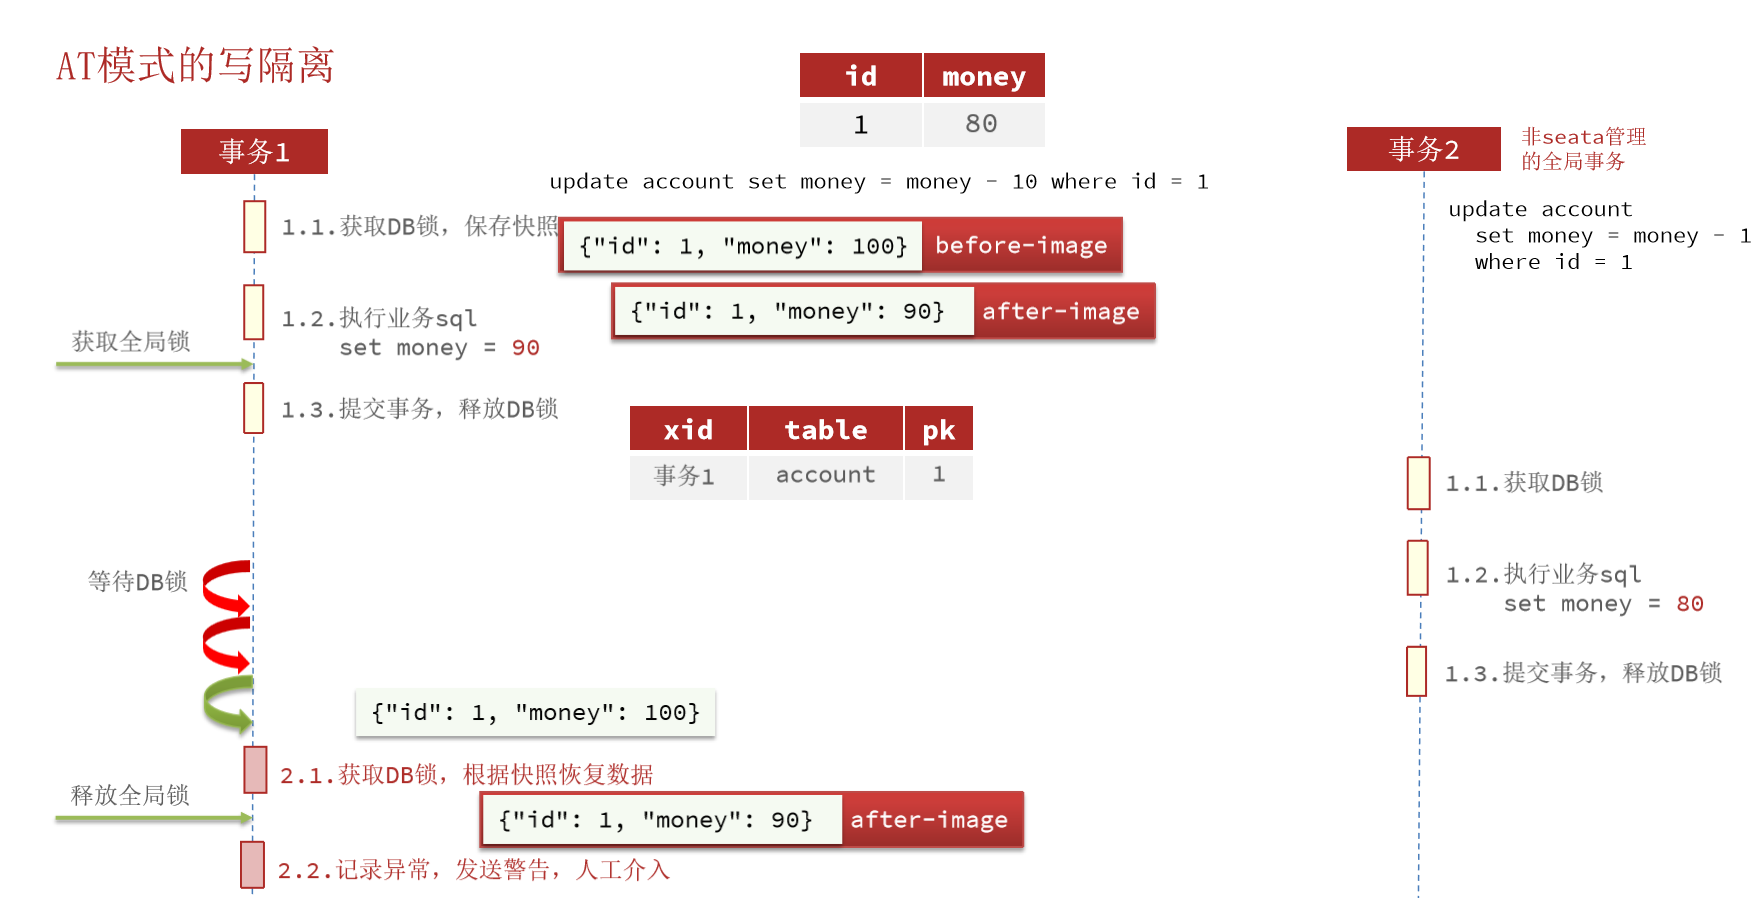 AT模式的写隔离
id money
1 80
事务1
事务2
非seata管理
的全局事务
update account set money = money - 10 where id = 1
update account
set money = money - 1
where id = 1
1.1.获取DB锁，保存快照
{"id": 1, "money": 100} before-image
{"id": 1, "money": 90} after-image
1.2.执行业务sql
set money = 90
获取全局锁
1.3.提交事务，释放DB锁
xid table pk
事务1 account 1
1.1.获取DB锁
等待DB锁
1.2.执行业务sql
set money = 80
1.3.提交事务，释放DB锁
{"id": 1, "money": 100}
2.1.获取DB锁，根据快照恢复数据
释放全局锁
{"id": 1, "money": 90} after-image
2.2.记录异常，发送警告，人工介入